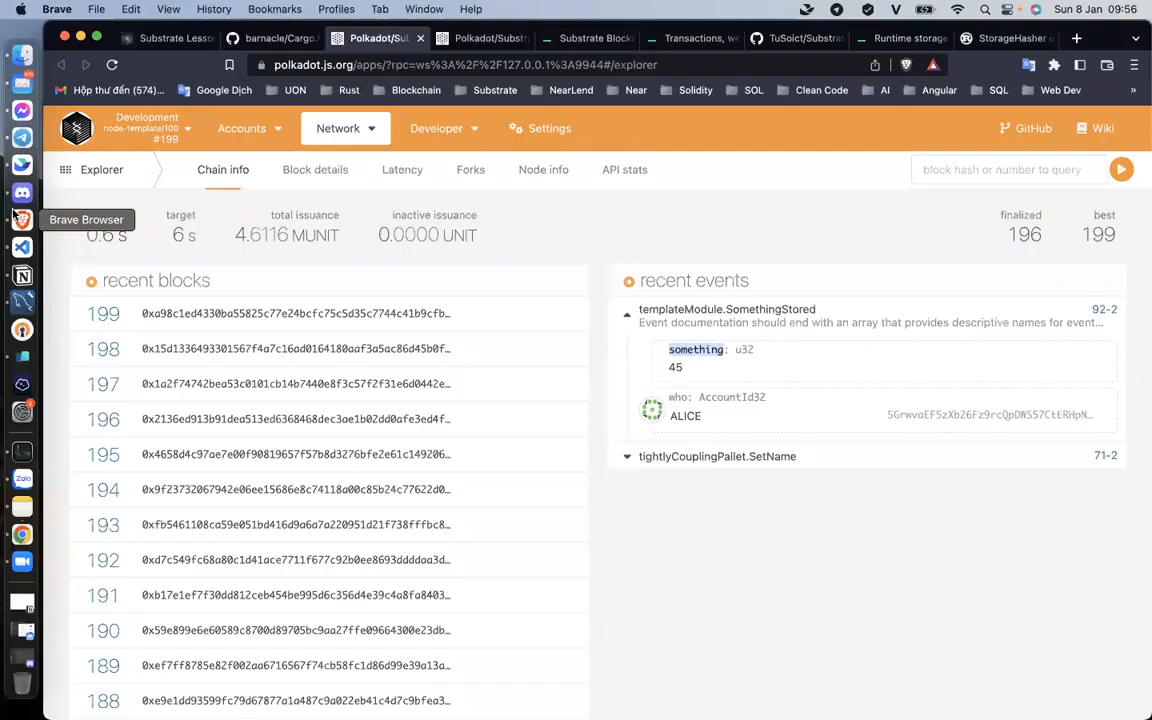 Brave File Edit View History Bookmarks Profiles Tab Window Help Sun 8 Jan 09:56
Substrate Lesso barnacle/Cargo. Polkadot/Sul Polkadot/Substr Substrate Block Transactions, we TuSoict/Substrat Runtime storage StorageHasher i
polkadot.js.org/apps/?rpc=ws%3A%2F%2F127.0.0.1%3A9944#/explorer
Hộp thư đến (574)... Google Dịch UON Rust Blockchain Substrate NearLend Near Solidity SOL Clean Code AI Angular SQL Web Dev »
Development
node-template/100
#199
Accounts Network Developer Settings GitHub Wiki
Explorer Chain info Block details Latency Forks Node info API stats block hash or number to query
Brave Browser
target total issuance inactive issuance finalized best
0.6 s 6 s 4.6116 MUNIT 0.0000 UNIT 196 199
recent blocks
199 0xa98c1ed4330ba55825c77e24bcfc75c5d35c7744c41b9cfb…
198 0x15d1336493301567f4a7c16ad0164180aaf3a5ac86d45b0f…
197 0x1a2f74742bea53c0101cb14b7440e8f3c57f2f31e6d0442e…
196 0x2136ed913b91dea513ed6368468dec3ae1b02dd0afe3ed4f…
195 0x4658d4c97ae7e00f90819657f57b8d3276bfe2e61c149206…
194 0x9f23732067942e06ee15686e8c74118a00c85b24c77622d0…
193 0xfb5461108ca59e051bd416d9a6a7a220951d21f738fffbc8…
192 0xd7c549fc68a80c1d41ace7711f677c92b0ee8693ddddaa3d…
191 0xb17e1ef7f30dd812ceb454be995d6c356d4e39c4a8fa8403…
190 0x59e899e6e60589c8700d89705bc9aa27ffe09664300e23db…
189 0xef7ff8785e82f002aa6716567f74cb58fc1d86d99e39a13a…
188 0xe9e1dd93599fc79d67877a1a487c9a022eb41c4d7c9bfea3…
recent events
templateModule.SomethingStored 92-2
Event documentation should end with an array that provides descriptive names for event…
something: u32
45
who: AccountId32
ALICE 5GrwvaEF5zXb26Fz9rcQpDWS57CtERHpN…
tightlyCouplingPallet.SetName 71-2
Zalo